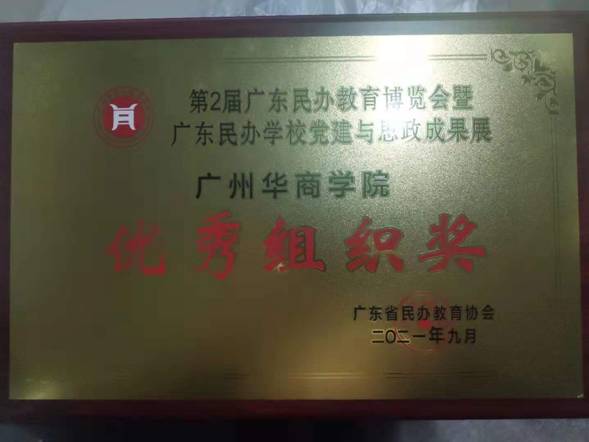 第2届广东民办教育博览会暨
广东民办学校党建与思政成果展
广州华商学院
优秀组织奖
广东省民办教育协会
二〇二一年九月